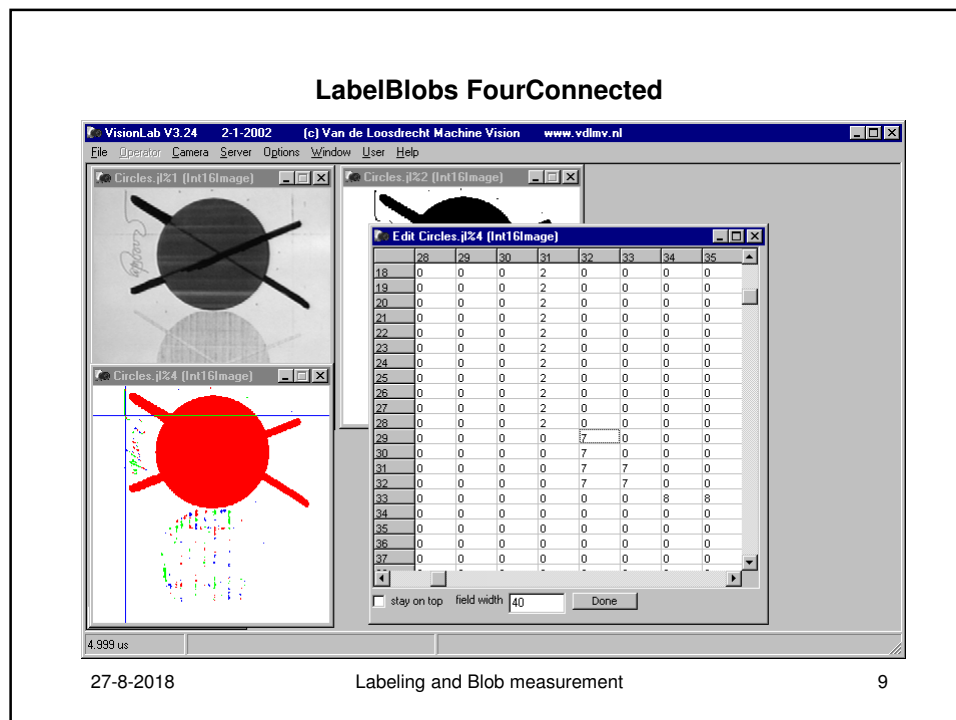 LabelBlobs FourConnected
VisionLab V3.24 2-1-2002 (c) Van de Loosdrecht Machine Vision www.vdlmv.nl
File Operator Camera Server Options Window User Help
Circles.jl%1 (Int16Image)
Circles.jl%2 (Int16Image)
Edit Circles.jl%4 (Int16Image)
28 29 30 31 32 33 34 35
18 0 0 0 2 0 0 0 0
19 0 0 0 2 0 0 0 0
20 0 0 0 2 0 0 0 0
21 0 0 0 2 0 0 0 0
22 0 0 0 2 0 0 0 0
23 0 0 0 2 0 0 0 0
24 0 0 0 2 0 0 0 0
25 0 0 0 2 0 0 0 0
26 0 0 0 2 0 0 0 0
27 0 0 0 2 0 0 0 0
28 0 0 0 2 0 0 0 0
29 0 0 0 0 7 0 0 0
30 0 0 0 0 7 0 0 0
31 0 0 0 0 7 7 0 0
32 0 0 0 0 7 7 0 0
33 0 0 0 0 0 0 8 8
34 0 0 0 0 0 0 0 0
35 0 0 0 0 0 0 0 0
36 0 0 0 0 0 0 0 0
37 0 0 0 0 0 0 0 0
stay on top field width 40 Done
Circles.jl%4 (Int16Image)
4.999 us
27-8-2018 Labeling and Blob measurement 9